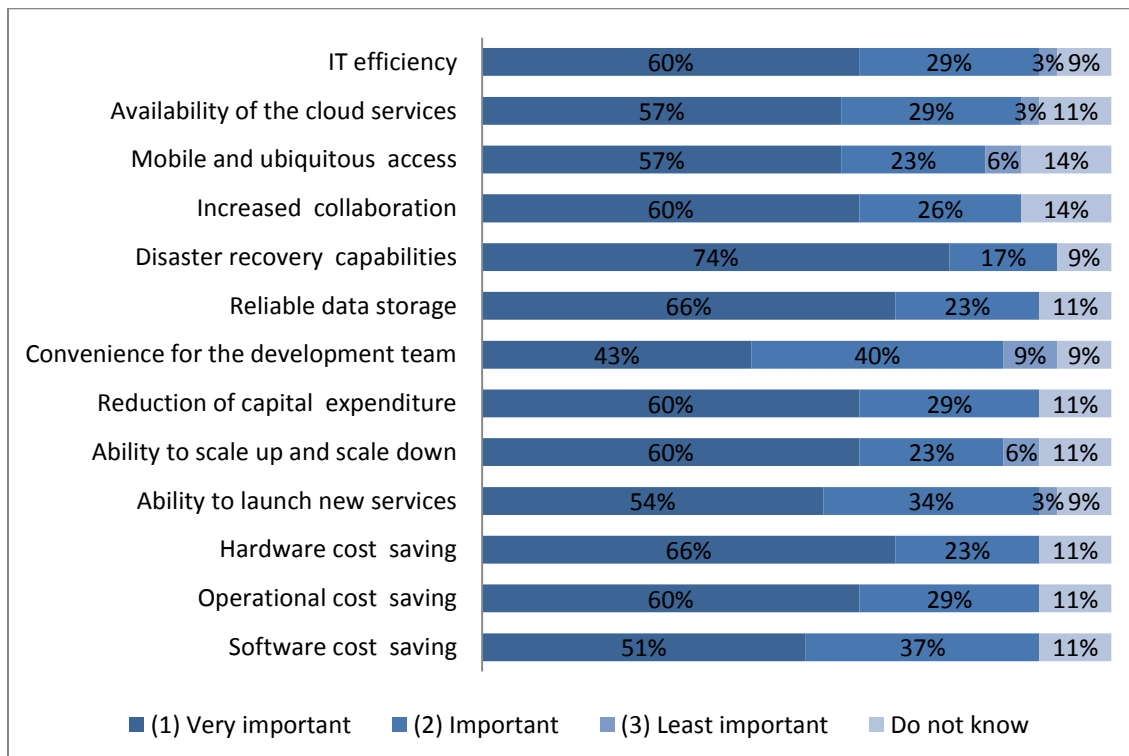 IT efficiency 60% 29% 3% 9%
Availability of the cloud services 57% 29% 3% 11%
Mobile and ubiquitous access 57% 23% 6% 14%
Increased collaboration 60% 26% 14%
Disaster recovery capabilities 74% 17% 9%
Reliable data storage 66% 23% 11%
Convenience for the development team 43% 40% 9% 9%
Reduction of capital expenditure 60% 29% 11%
Ability to scale up and scale down 60% 23% 6% 11%
Ability to launch new services 54% 34% 3% 9%
Hardware cost saving 66% 23% 11%
Operational cost saving 60% 29% 11%
Software cost saving 51% 37% 11%
(1) Very important (2) Important (3) Least important Do not know